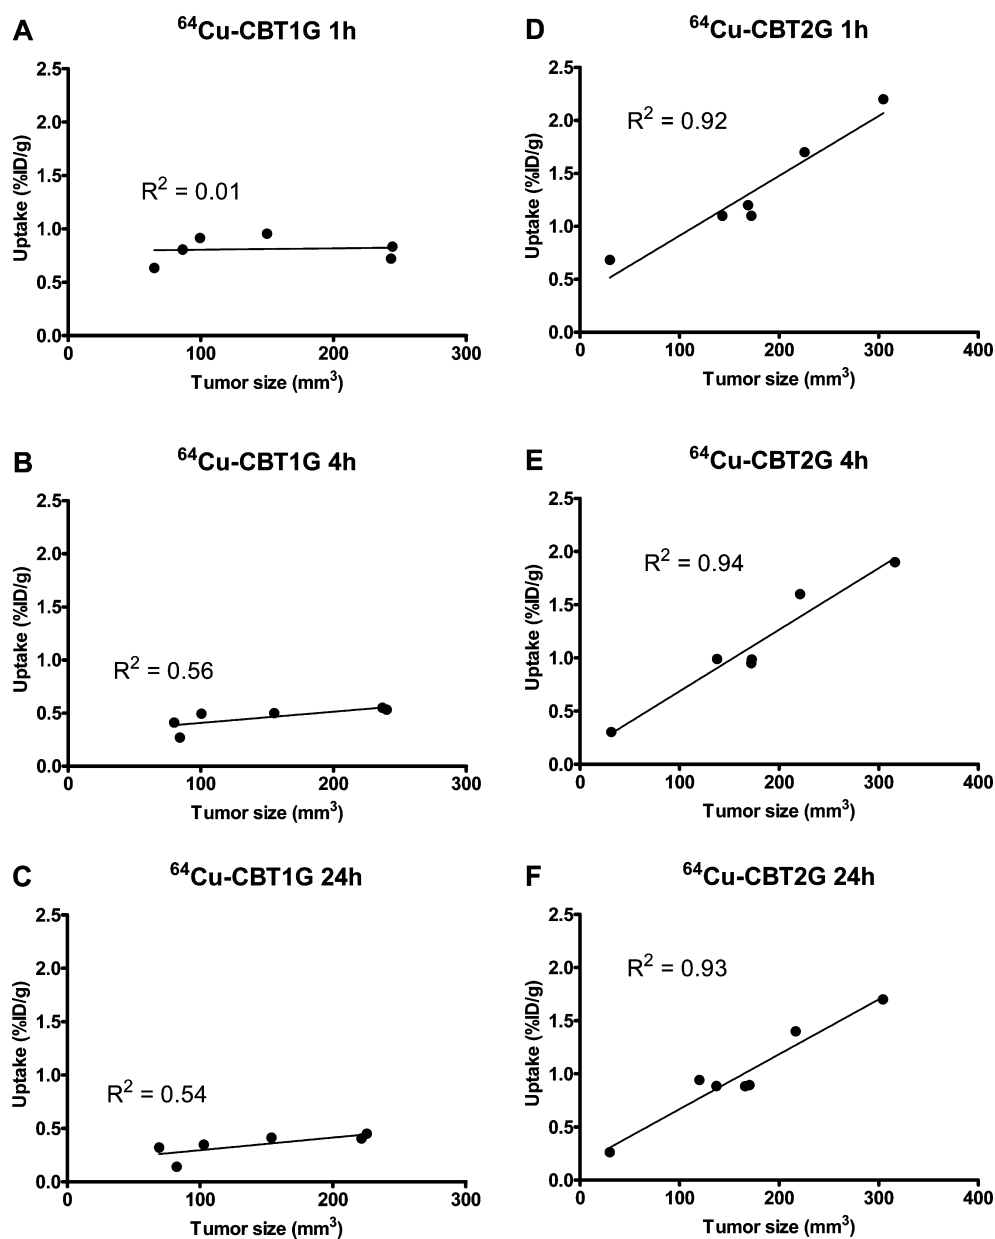 A
⁶⁴Cu-CBT1G 1h
2.5
2.0
1.5
1.0
0.5
0.0
Uptake (%ID/g)
R² = 0.01
0 100 200 300
Tumor size (mm³)
D
⁶⁴Cu-CBT2G 1h
2.5
2.0
1.5
1.0
0.5
0.0
Uptake (%ID/g)
R² = 0.92
0 100 200 300 400
Tumor size (mm³)
B
⁶⁴Cu-CBT1G 4h
2.5
2.0
1.5
1.0
0.5
0.0
Uptake (%ID/g)
R² = 0.56
0 100 200 300
Tumor size (mm³)
E
⁶⁴Cu-CBT2G 4h
2.5
2.0
1.5
1.0
0.5
0.0
Uptake (%ID/g)
R² = 0.94
0 100 200 300 400
Tumor size (mm³)
C
⁶⁴Cu-CBT1G 24h
2.5
2.0
1.5
1.0
0.5
0.0
Uptake (%ID/g)
R² = 0.54
0 100 200 300
Tumor size (mm³)
F
⁶⁴Cu-CBT2G 24h
2.5
2.0
1.5
1.0
0.5
0.0
Uptake (%ID/g)
R² = 0.93
0 100 200 300 400
Tumor size (mm³)